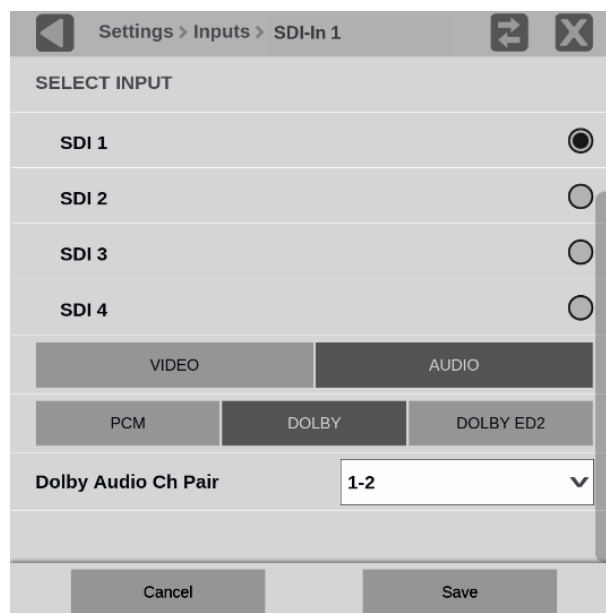 Settings > Inputs > SDI-In 1
SELECT INPUT
SDI 1
SDI 2
SDI 3
SDI 4
VIDEO AUDIO
PCM DOLBY DOLBY ED2
Dolby Audio Ch Pair 1-2
Cancel Save